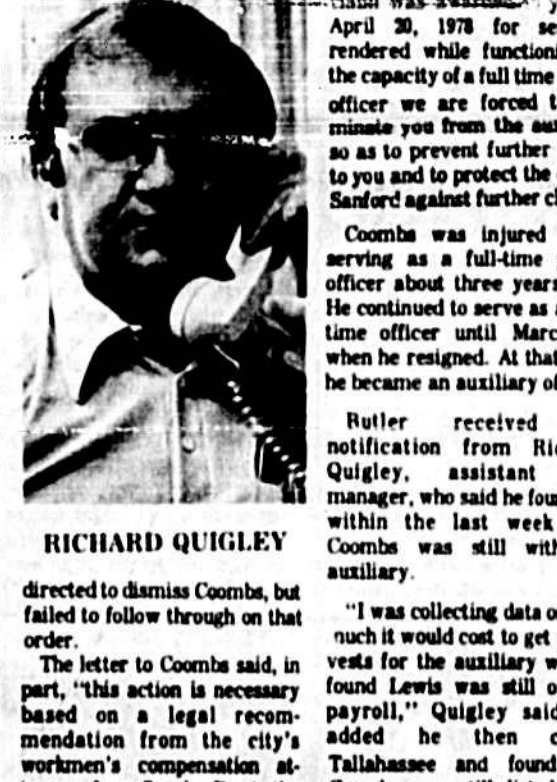 RICHARD QUIGLEY
directed to dismiss Coombs, but
failed to follow through on that
order.
The letter to Coombs said, in
part, "this action is necessary
based on a legal recom-
mendation from the city's
workmen's compensation at-
April 20, 1978 for se
rendered while function
the capacity of a full time
officer we are forced t
minate you from the aux
so as to prevent further
to you and to protect the
Sanford against further c
Coombs was injured
serving as a full-time
officer about three years
He continued to serve as
time officer until Marc
when he resigned. At that
he became an auxiliary of
Butler received
notification from Ric
Quigley, assistant
manager, who said he fou
within the last week
Coombs was still with
auxiliary.
"I was collecting data o
much it would cost to get
vests for the auxiliary w
found Lewis was still o
payroll," Quigley said
added he then c
Tallahassee and found